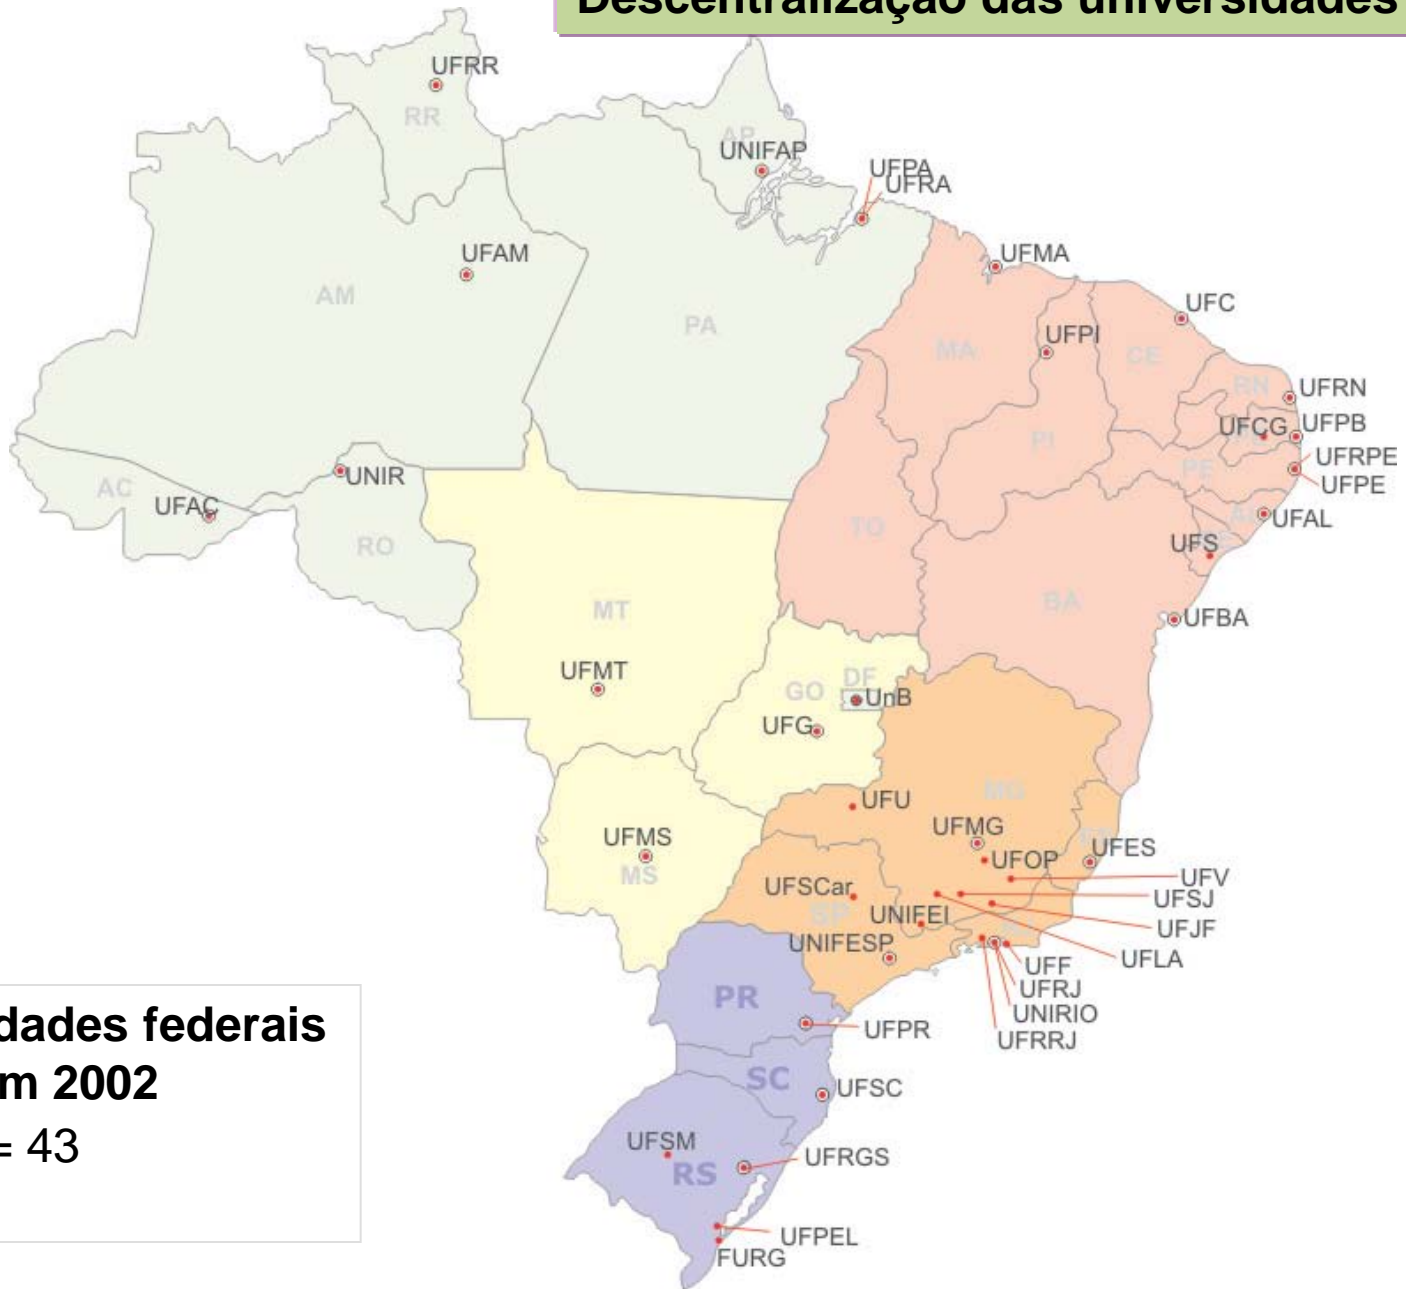 Descentralização das universidades
UFRR
RR
AP
UNIFAP
UFPA
UFRA
UFAM
UFMA
AM
PA
UFC
UFPI
MA
CE
RN
UFRN
UFCG
UFPB
PI
UFRPE
PE
UFPE
UNIR
AC
UFAC
AL
UFAL
TO
RO
UFS
MT
BA
UFBA
UFMT
GO
DF
UnB
UFG
MG
UFU
UFMG
UFMS
UFOP
UFES
MS
UFV
UFSCar
UFSJ
SP
UNIFEI
UFJF
UNIFESP
UFLA
UFF
UFRJ
PR
UNIRIO
UFPR
UFRRJ
dades federais
m 2002
= 43
SC
UFSC
UFSM
RS
UFRGS
UFPEL
FURG